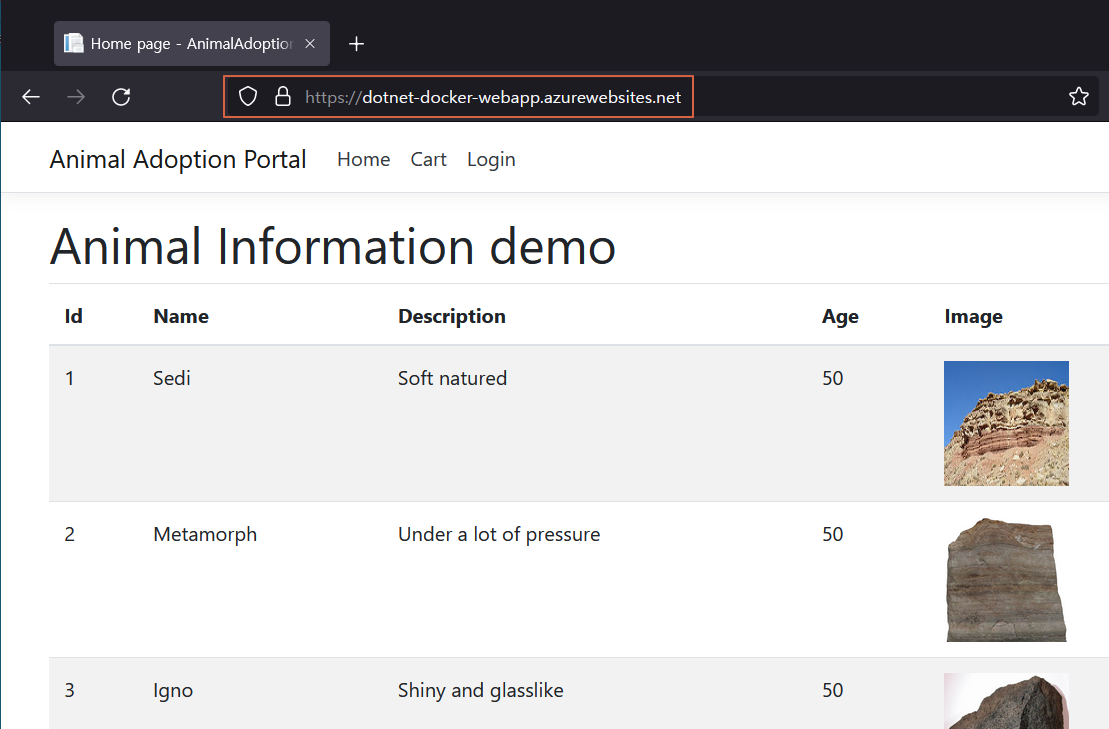 Home page - AnimalAdoption
https://dotnet-docker-webapp.azurewebsites.net
Animal Adoption Portal Home Cart Login
Animal Information demo
Id Name Description Age Image
1 Sedi Soft natured 50
2 Metamorph Under a lot of pressure 50
3 Igno Shiny and glasslike 50